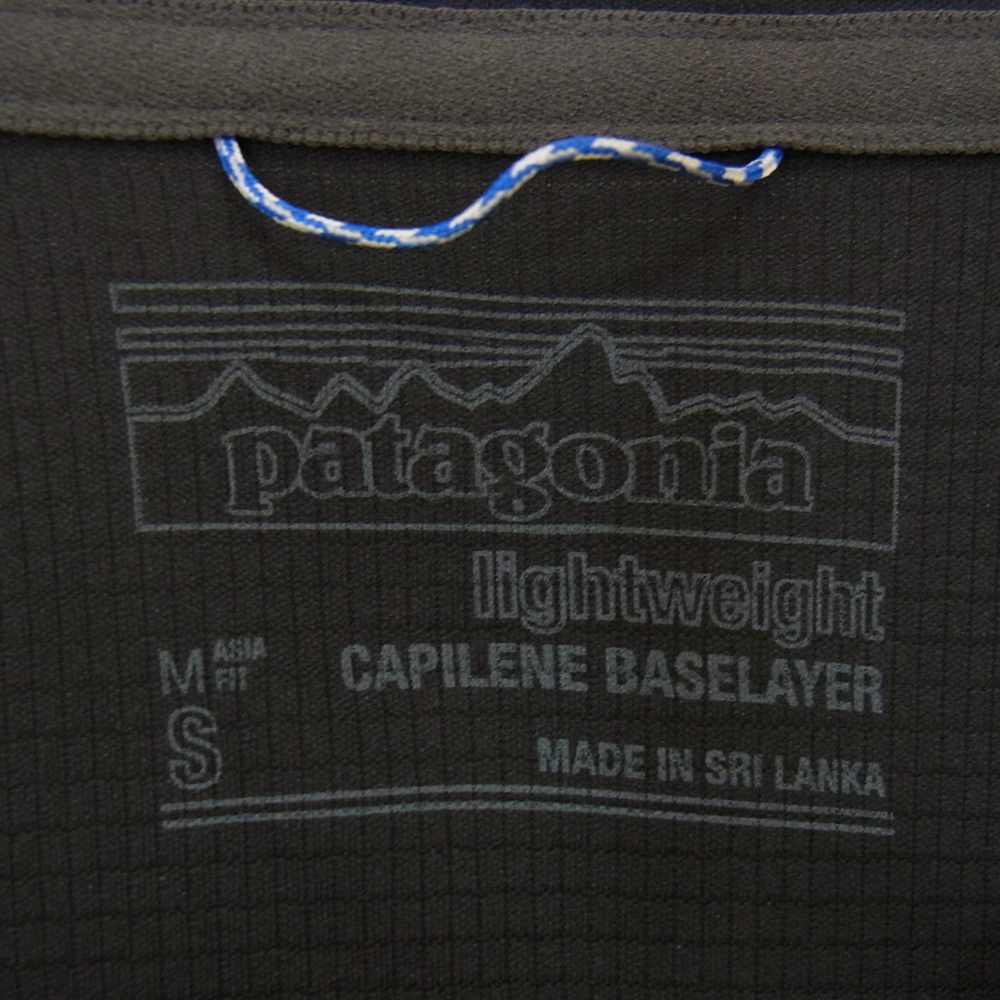 patagonia
lightweight
CAPILENE BASELAYER
M ASIA FIT
S
MADE IN SRI LANKA